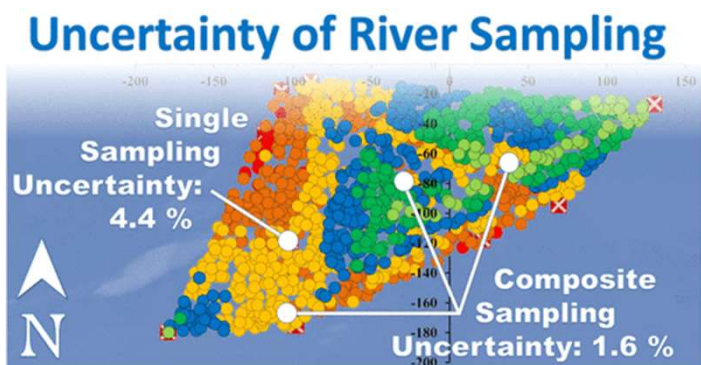 Uncertainty of River Sampling
-200 -150 -100 -50 0 50 100 150
-20
-40
-60
-80
-100
-120
-140
-160
-180
-200
Single
Sampling
Uncertainty:
4.4 %
Composite
Sampling
Uncertainty: 1.6 %
N